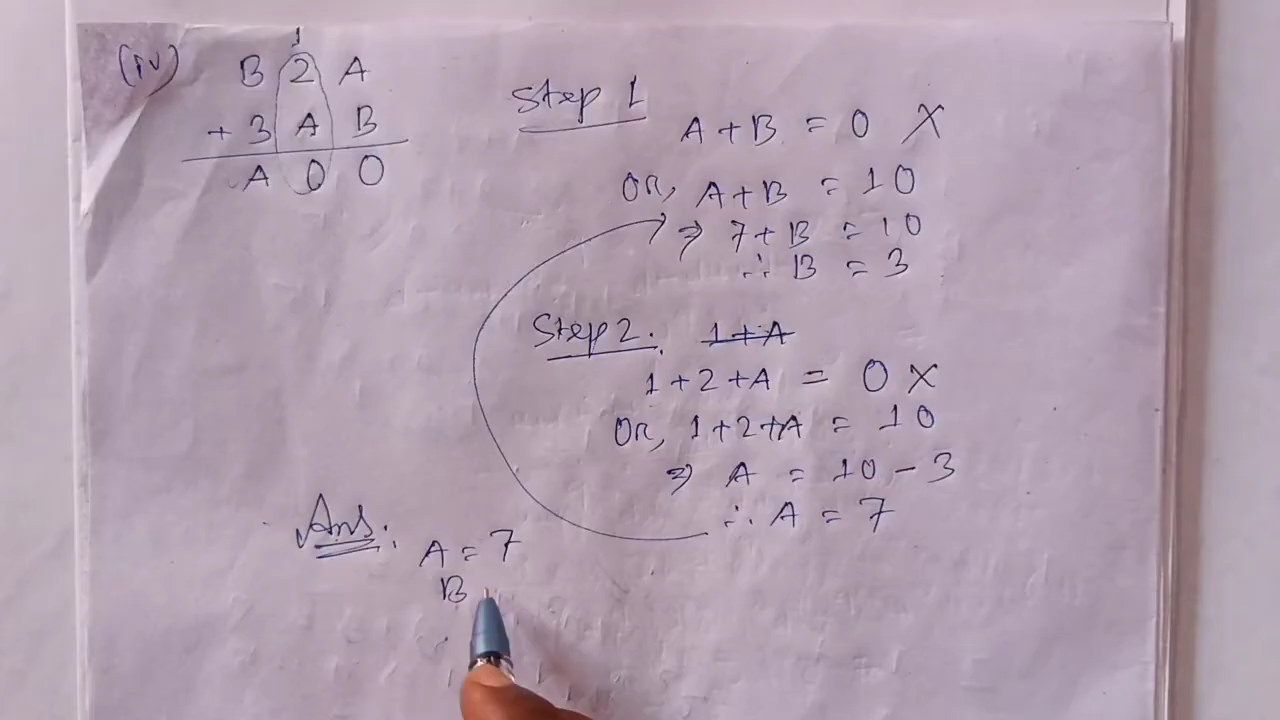 (iv)
1
B 2 A
+ 3 A B
A 0 0
Step 1
A + B = 0 X
OR, A + B = 10
⇒ 7 + B = 10
∴ B = 3
Step 2. 1 + A
1 + 2 + A = 0 X
OR, 1 + 2 + A = 10
⇒ A = 10 - 3
∴ A = 7
Ans: A = 7
B